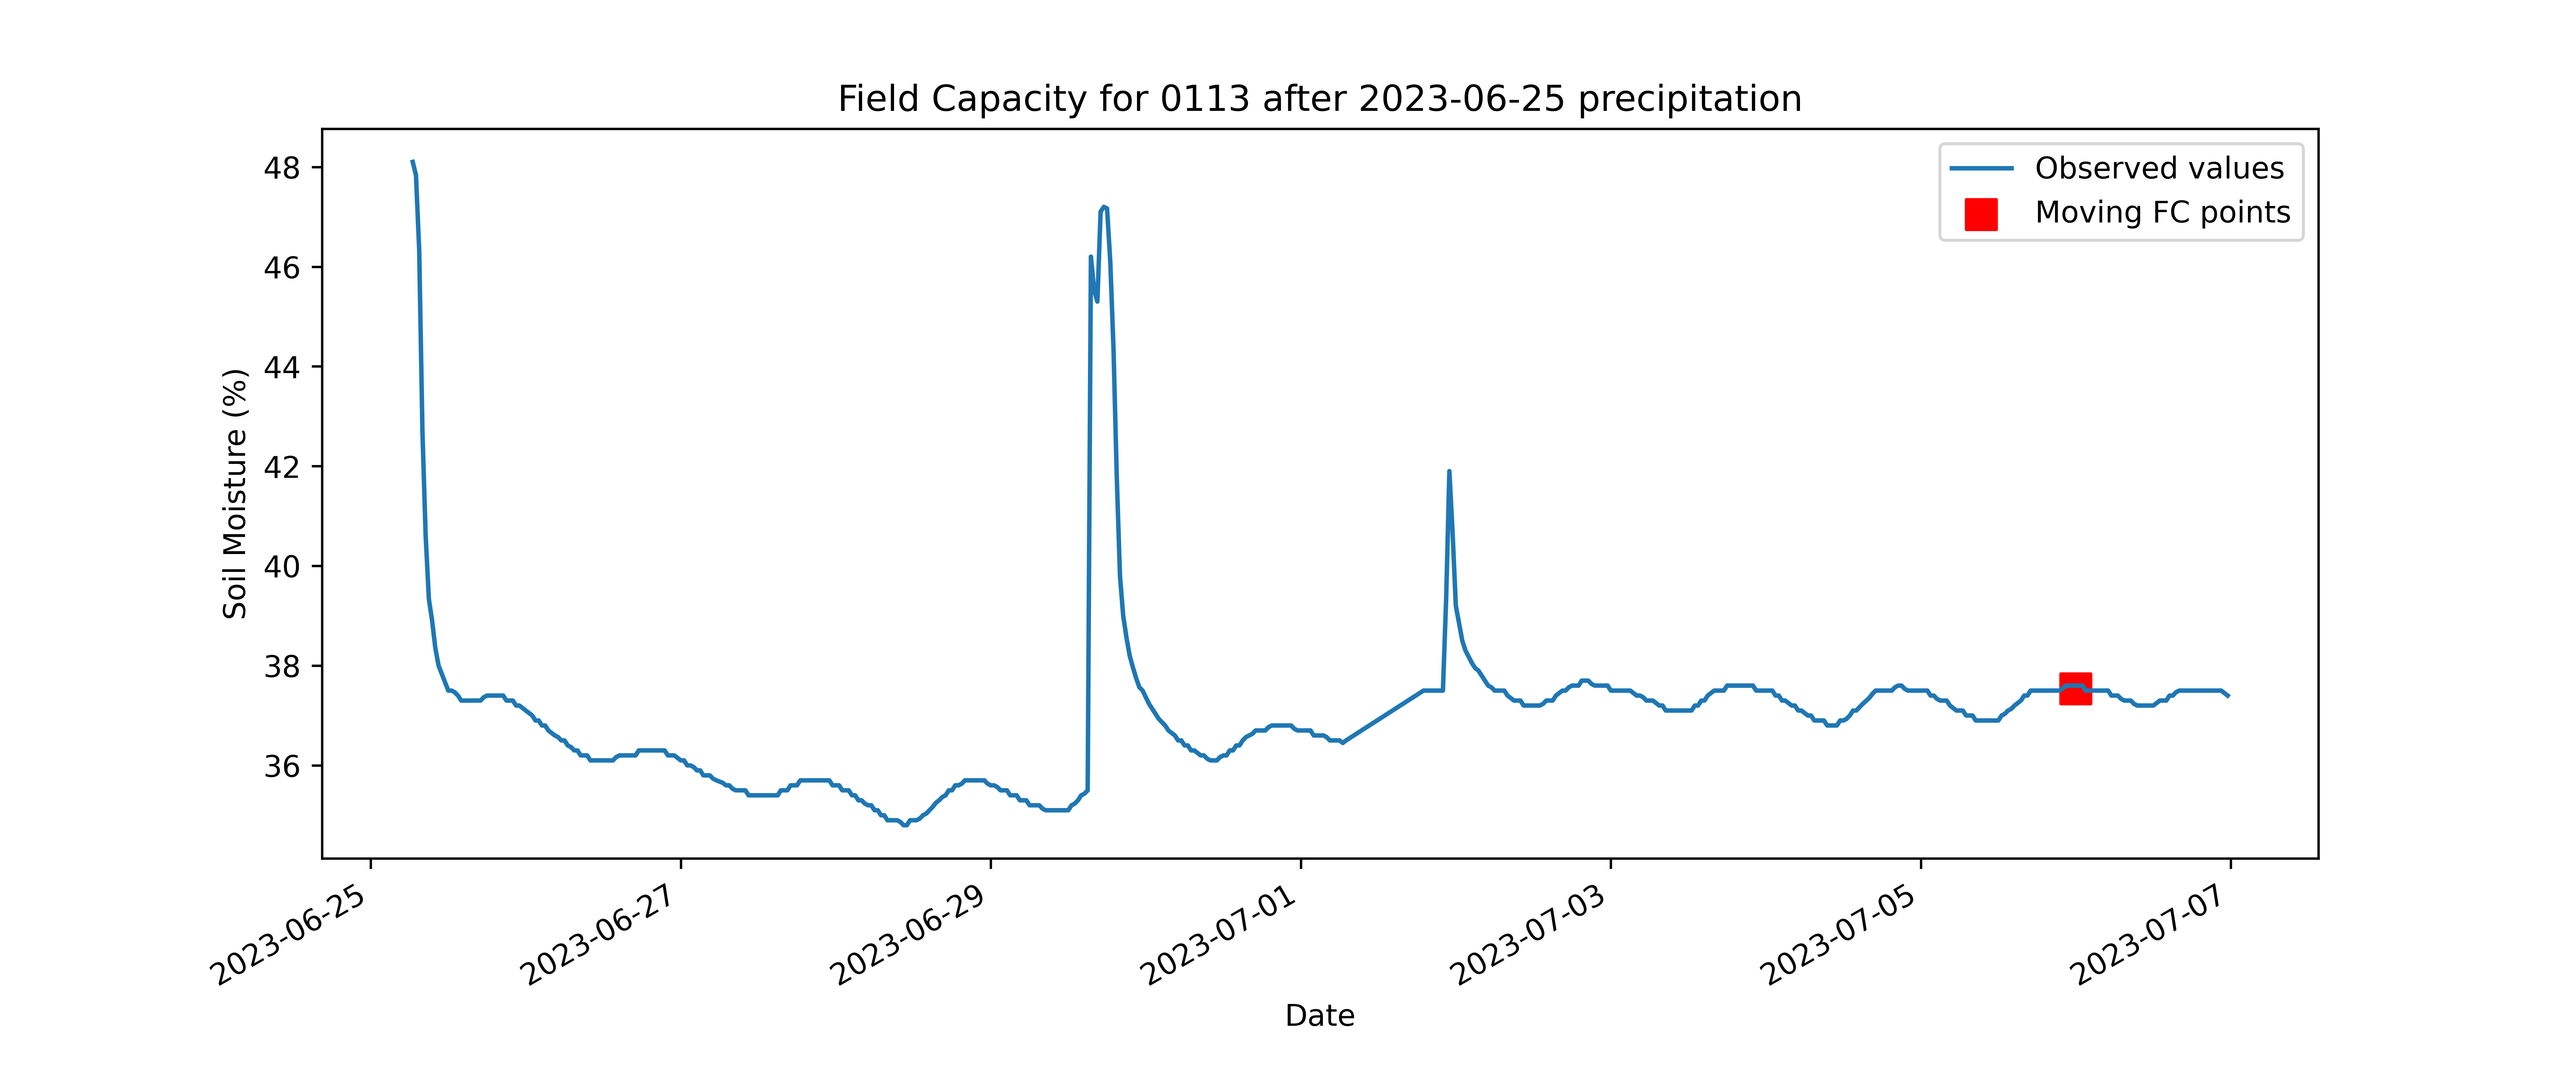 Field Capacity for 0113 after 2023-06-25 precipitation
Observed values
Moving FC points
Soil Moisture (%)
48
46
44
42
40
38
36
2023-06-25
2023-06-27
2023-06-29
2023-07-01
2023-07-03
2023-07-05
2023-07-07
Date